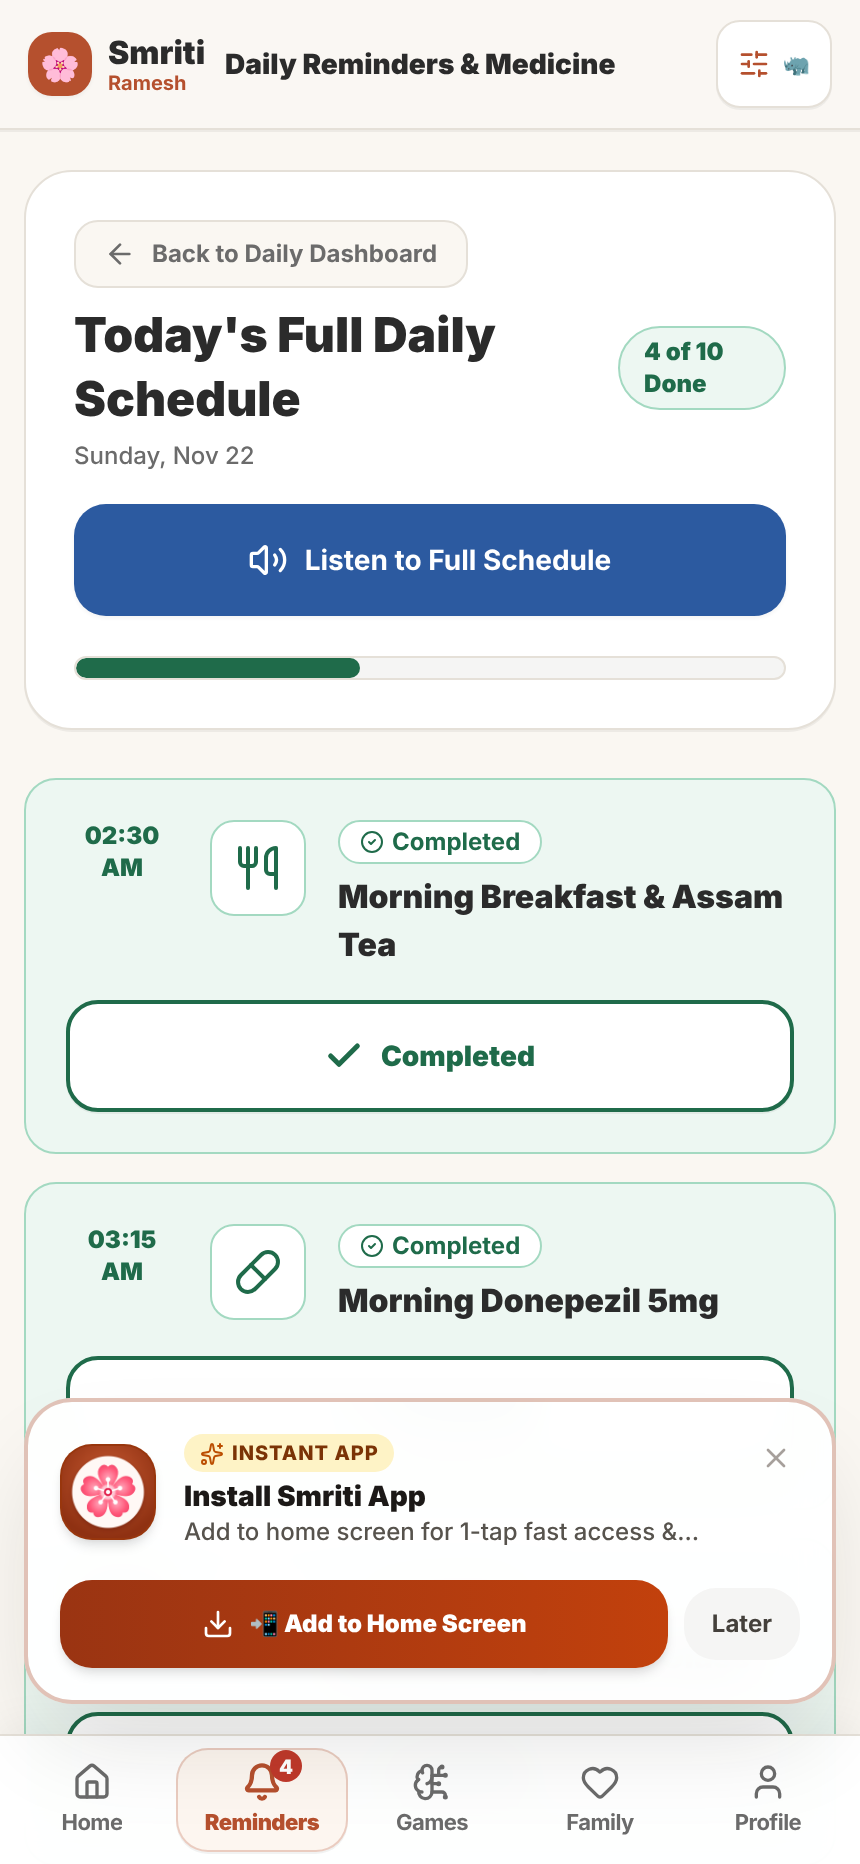 Smriti
Ramesh
Daily Reminders & Medicine
Back to Daily Dashboard
Today's Full Daily
Schedule
4 of 10
Done
Sunday, Nov 22
Listen to Full Schedule
02:30
AM
Completed
Morning Breakfast & Assam
Tea
Completed
03:15
AM
Completed
Morning Donepezil 5mg
INSTANT APP
Install Smriti App
Add to home screen for 1-tap fast access &...
Add to Home Screen
Later
4
Home
Reminders
Games
Family
Profile